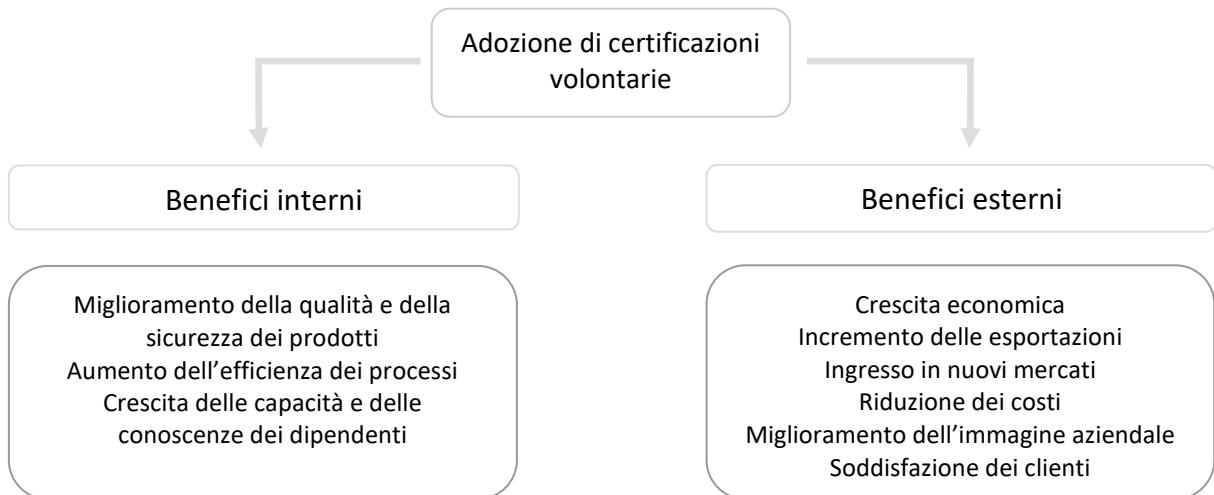 Adozione di certificazioni
volontarie
Benefici interni
Benefici esterni
Miglioramento della qualità e della
sicurezza dei prodotti
Aumento dell’efficienza dei processi
Crescita delle capacità e delle
conoscenze dei dipendenti
Crescita economica
Incremento delle esportazioni
Ingresso in nuovi mercati
Riduzione dei costi
Miglioramento dell’immagine aziendale
Soddisfazione dei clienti